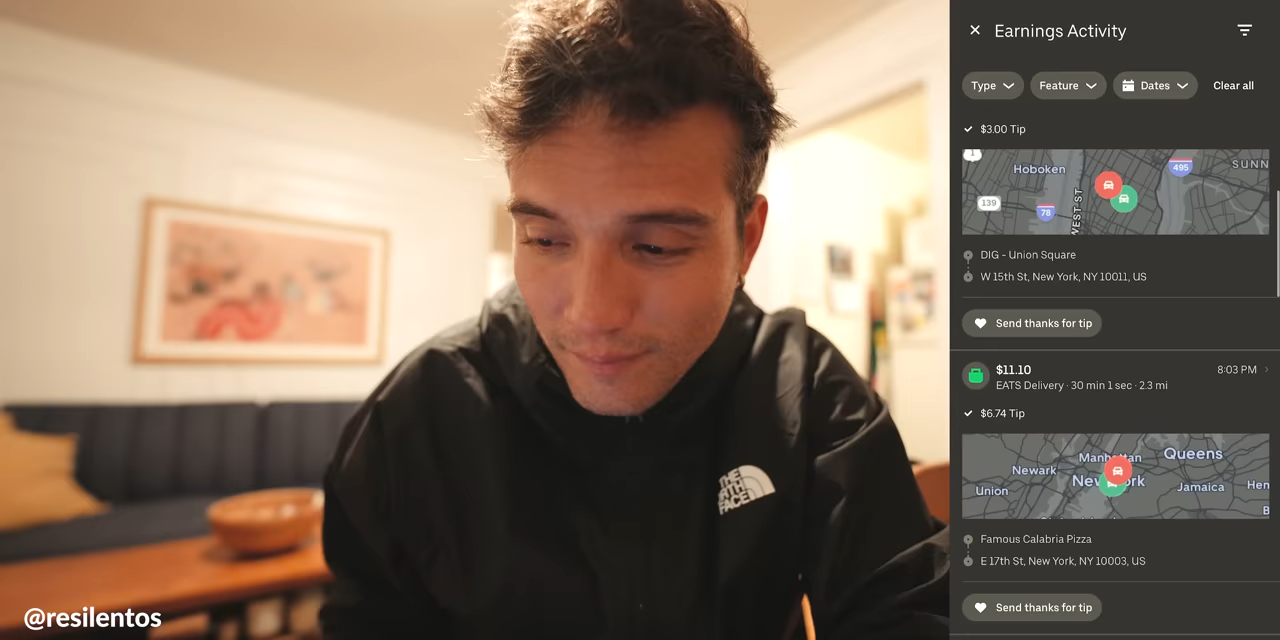 Earnings Activity
Type
Feature
Dates
Clear all
$3.00 Tip
1
Hoboken
495
SUNN
139
78
WEST ST
DIG - Union Square
W 15th St, New York, NY 10011, US
Send thanks for tip
$11.10
8:03 PM
EATS Delivery · 30 min 1 sec · 2.3 mi
$6.74 Tip
Queens
Newark
Union
Jamaica
Hen
B
Famous Calabria Pizza
E 17th St, New York, NY 10003, US
Send thanks for tip
THE
NORTH
FACE
@resilentos